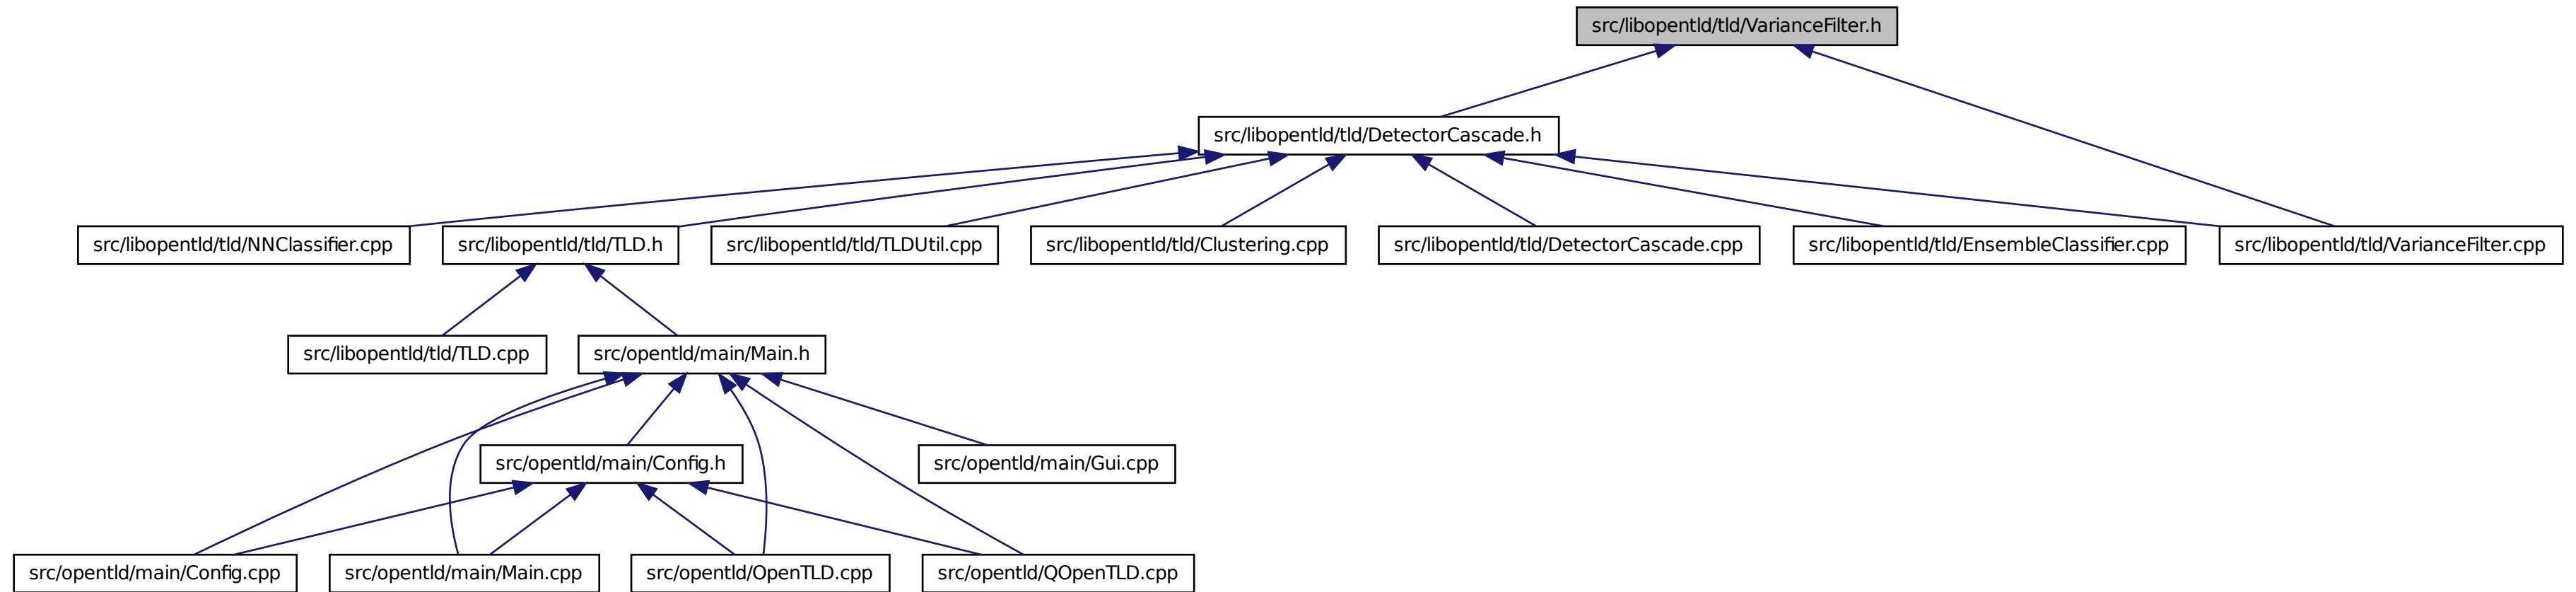 src/libopentld/tld/VarianceFilter.h
src/libopentld/tld/DetectorCascade.h
src/libopentld/tld/NNClassifier.cpp
src/libopentld/tld/TLD.h
src/libopentld/tld/TLDUtil.cpp
src/libopentld/tld/Clustering.cpp
src/libopentld/tld/DetectorCascade.cpp
src/libopentld/tld/EnsembleClassifier.cpp
src/libopentld/tld/VarianceFilter.cpp
src/libopentld/tld/TLD.cpp
src/opentld/main/Main.h
src/opentld/main/Config.h
src/opentld/main/Gui.cpp
src/opentld/main/Config.cpp
src/opentld/main/Main.cpp
src/opentld/OpenTLD.cpp
src/opentld/QOpenTLD.cpp